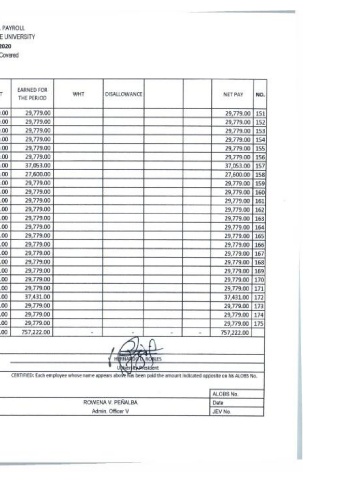 PAYROLL
E UNIVERSITY
2020
Covered
T EARNED FOR THE PERIOD WHT DISALLOWANCE NET PAY NO.
.00 29,779.00 29,779.00 151
.00 29,779.00 29,779.00 152
.00 29,779.00 29,779.00 153
.00 29,779.00 29,779.00 154
.00 29,779.00 29,779.00 155
.00 29,779.00 29,779.00 156
.00 37,053.00 37,053.00 157
.00 27,600.00 27,600.00 158
.00 29,779.00 29,779.00 159
.00 29,779.00 29,779.00 160
.00 29,779.00 29,779.00 161
.00 29,779.00 29,779.00 162
.00 29,779.00 29,779.00 163
.00 29,779.00 29,779.00 164
.00 29,779.00 29,779.00 165
.00 29,779.00 29,779.00 166
.00 29,779.00 29,779.00 167
.00 29,779.00 29,779.00 168
.00 29,779.00 29,779.00 169
.00 29,779.00 29,779.00 170
.00 29,779.00 29,779.00 171
.00 37,431.00 37,431.00 172
.00 29,779.00 29,779.00 173
.00 29,779.00 29,779.00 174
.00 29,779.00 29,779.00 175
.00 757,222.00 - - - - 757,222.00
ROBLES
University President
CERTIFIED: Each employee whose name appears above has been paid the amount indicated opposite on his ALOBS No.
ALOBS No.
ROWENA V. PEÑALBA Date
Admin. Officer V JEV No.